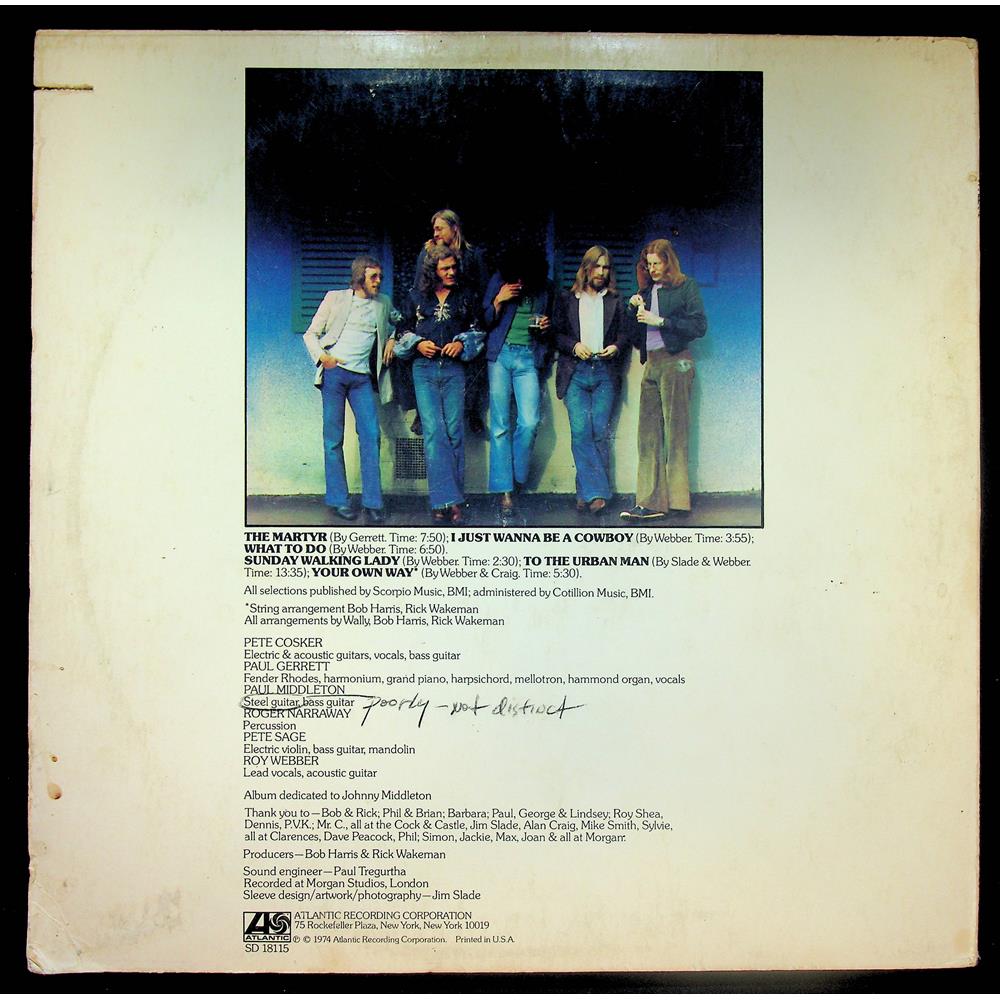 THE MARTYR (By Gerrett. Time: 7:50); I JUST WANNA BE A COWBOY (By Webber. Time: 3:55);
WHAT TO DO (By Webber. Time: 6:50).
SUNDAY WALKING LADY (By Webber. Time: 2:30); TO THE URBAN MAN (By Slade & Webber.
Time: 13:35); YOUR OWN WAY* (By Webber & Craig. Time: 5:30).
All selections published by Scorpio Music, BMI; administered by Cotillion Music, BMI.
*String arrangement Bob Harris, Rick Wakeman
All arrangements by Wally, Bob Harris, Rick Wakeman
PETE COSKER
Electric & acoustic guitars, vocals, bass guitar
PAUL GERRETT
Fender Rhodes, harmonium, grand piano, harpsichord, mellotron, hammond organ, vocals
PAUL MIDDLETON
Steel guitar, bass guitar poorly - not distinct
ROGER NARRAWAY
Percussion
PETE SAGE
Electric violin, bass guitar, mandolin
ROY WEBBER
Lead vocals, acoustic guitar
Album dedicated to Johnny Middleton
Thank you to—Bob & Rick; Phil & Brian; Barbara; Paul, George & Lindsey; Roy Shea,
Dennis, P.V.K.; Mr. C., all at the Cock & Castle, Jim Slade, Alan Craig, Mike Smith, Sylvie,
all at Clarences, Dave Peacock, Phil; Simon, Jackie, Max, Joan & all at Morgan.
Producers—Bob Harris & Rick Wakeman
Sound engineer—Paul Tregurtha
Recorded at Morgan Studios, London
Sleeve design/artwork/photography—Jim Slade
ATLANTIC
ATLANTIC RECORDING CORPORATION
75 Rockefeller Plaza, New York, New York 10019
℗ © 1974 Atlantic Recording Corporation. Printed in U.S.A.
SD 18115